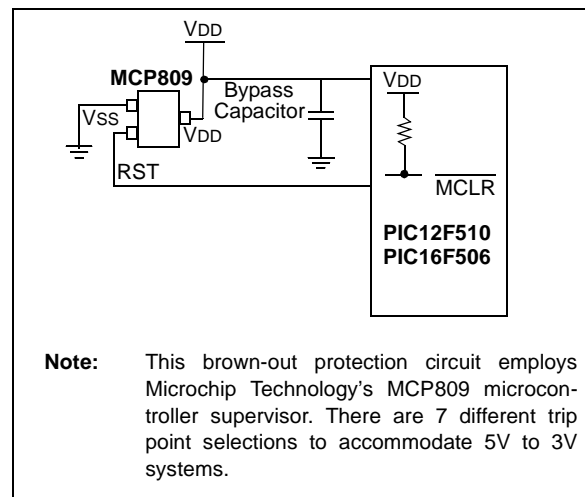 VDD
MCP809
Bypass
Capacitor
VDD
VSS
VDD
RST
MCLR
PIC12F510
PIC16F506
Note: This brown-out protection circuit employs
Microchip Technology's MCP809 microcon-
troller supervisor. There are 7 different trip
point selections to accommodate 5V to 3V
systems.